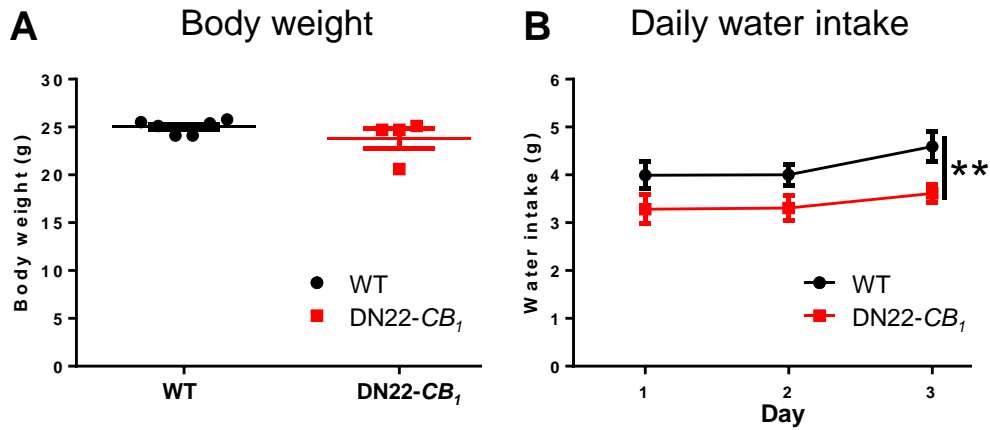 A Body weight
Body weight (g)
30
25
20
15
10
5
0
WT
DN22-CB₁
WT
DN22-CB₁
B Daily water intake
Water intake (g)
6
5
4
3
2
1
0
**
WT
DN22-CB₁
1 2 3
Day